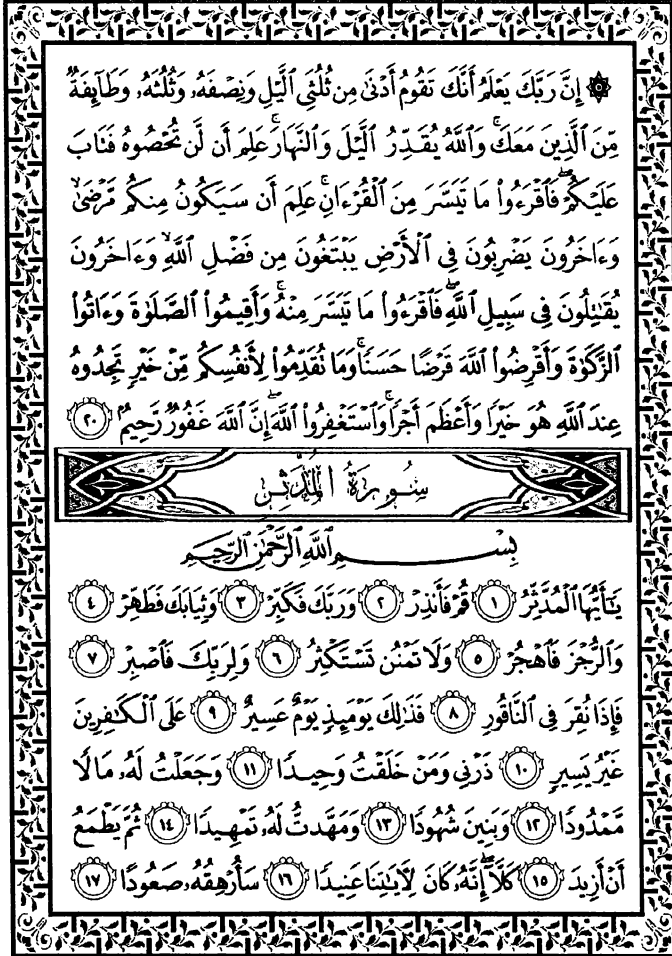 ۞ إِنَّ رَبَّكَ يَعْلَمُ أَنَّكَ تَقُومُ أَدْنَىٰ مِن ثُلُثَيِ ٱلَّيْلِ وَنِصْفَهُۥ وَثُلُثَهُۥ وَطَآئِفَةٌ
مِّنَ ٱلَّذِينَ مَعَكَ ۚ وَٱللَّهُ يُقَدِّرُ ٱلَّيْلَ وَٱلنَّهَارَ ۚ عَلِمَ أَن لَّن تُحْصُوهُ فَتَابَ
عَلَيْكُمْ ۖ فَٱقْرَءُوا۟ مَا تَيَسَّرَ مِنَ ٱلْقُرْءَانِ ۚ عَلِمَ أَن سَيَكُونُ مِنكُم مَّرْضَىٰ ۙ
وَءَاخَرُونَ يَضْرِبُونَ فِى ٱلْأَرْضِ يَبْتَغُونَ مِن فَضْلِ ٱللَّهِ ۙ وَءَاخَرُونَ
يُقَٰتِلُونَ فِى سَبِيلِ ٱللَّهِ ۖ فَٱقْرَءُوا۟ مَا تَيَسَّرَ مِنْهُ ۚ وَأَقِيمُوا۟ ٱلصَّلَوٰةَ وَءَاتُوا۟
ٱلزَّكَوٰةَ وَأَقْرِضُوا۟ ٱللَّهَ قَرْضًا حَسَنًا ۚ وَمَا تُقَدِّمُوا۟ لِأَنفُسِكُم مِّنْ خَيْرٍ تَجِدُوهُ
عِندَ ٱللَّهِ هُوَ خَيْرًا وَأَعْظَمَ أَجْرًا ۚ وَٱسْتَغْفِرُوا۟ ٱللَّهَ ۖ إِنَّ ٱللَّهَ غَفُورٌ رَّحِيمٌۢ ٢٠
سُورَةُ المُدَّثِّرِ
بِسْمِ ٱللَّهِ ٱلرَّحْمَٰنِ ٱلرَّحِيمِ
يَٰٓأَيُّهَا ٱلْمُدَّثِّرُ ١ قُمْ فَأَنذِرْ ٢ وَرَبَّكَ فَكَبِّرْ ٣ وَثِيَابَكَ فَطَهِّرْ ٤
وَٱلرُّجْزَ فَٱهْجُرْ ٥ وَلَا تَمْنُن تَسْتَكْثِرُ ٦ وَلِرَبِّكَ فَٱصْبِرْ ٧
فَإِذَا نُقِرَ فِى ٱلنَّاقُورِ ٨ فَذَٰلِكَ يَوْمَئِذٍ يَوْمٌ عَسِيرٌ ٩ عَلَى ٱلْكَٰفِرِينَ
غَيْرُ يَسِيرٍ ١٠ ذَرْنِى وَمَنْ خَلَقْتُ وَحِيدًا ١١ وَجَعَلْتُ لَهُۥ مَالًا
مَّمْدُودًا ١٢ وَبَنِينَ شُهُودًا ١٣ وَمَهَّدتُّ لَهُۥ تَمْهِيدًا ١٤ ثُمَّ يَطْمَعُ
أَنْ أَزِيدَ ١٥ كَلَّآ ۖ إِنَّهُۥ كَانَ لِءَايَٰتِنَا عَنِيدًا ١٦ سَأُرْهِقُهُۥ صَعُودًا ١٧